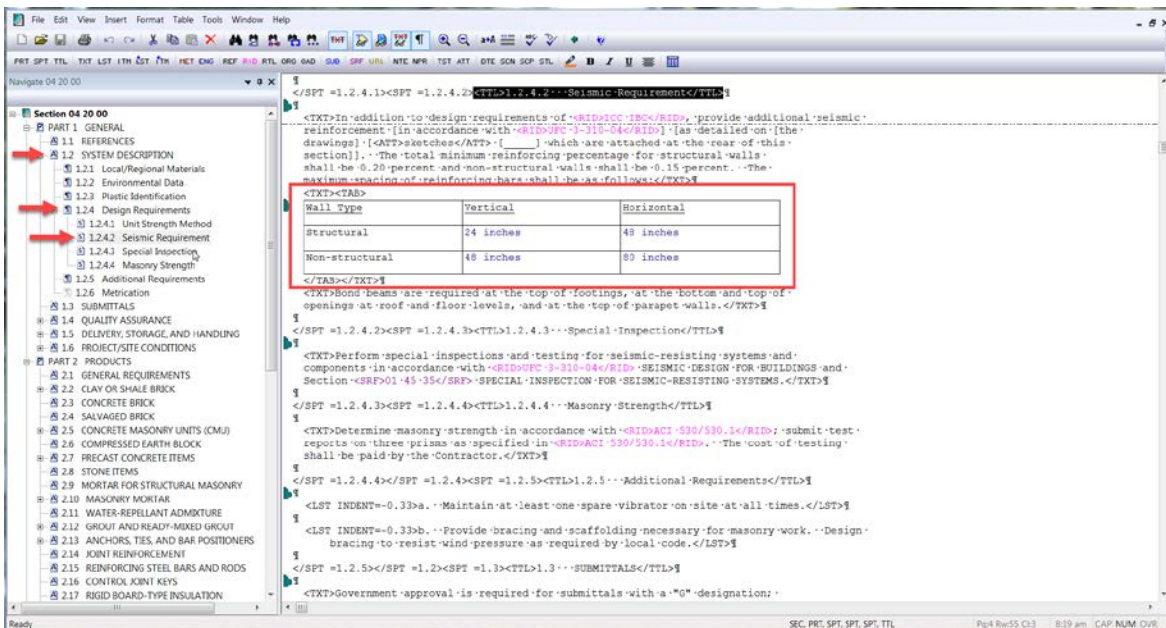 File Edit View Insert Format Table Tools Window Help
PRT SPT TTL TXT LST ITM LST ITM MET ENG REF RID RTL ORG OAD SUB SRF URL NTE NPR TST ATT DTE SCN SCP STL B I U
Navigate 04 20 00
Section 04 20 00
PART 1 GENERAL
1.1 REFERENCES
1.2 SYSTEM DESCRIPTION
1.2.1 Local/Regional Materials
1.2.2 Environmental Data
1.2.3 Plastic Identification
1.2.4 Design Requirements
1.2.4.1 Unit Strength Method
1.2.4.2 Seismic Requirement
1.2.4.3 Special Inspection
1.2.4.4 Masonry Strength
1.2.5 Additional Requirements
1.2.6 Metrication
1.3 SUBMITTALS
1.4 QUALITY ASSURANCE
1.5 DELIVERY, STORAGE, AND HANDLING
1.6 PROJECT/SITE CONDITIONS
PART 2 PRODUCTS
2.1 GENERAL REQUIREMENTS
2.2 CLAY OR SHALE BRICK
2.3 CONCRETE BRICK
2.4 SALVAGED BRICK
2.5 CONCRETE MASONRY UNITS (CMU)
2.6 COMPRESSED EARTH BLOCK
2.7 PRECAST CONCRETE ITEMS
2.8 STONE ITEMS
2.9 MORTAR FOR STRUCTURAL MASONRY
2.10 MASONRY MORTAR
2.11 WATER-REPELLANT ADMIXTURE
2.12 GROUT AND READY-MIXED GROUT
2.13 ANCHORS, TIES, AND BAR POSITIONERS
2.14 JOINT REINFORCEMENT
2.15 REINFORCING STEEL BARS AND RODS
2.16 CONTROL JOINT KEYS
2.17 RIGID BOARD-TYPE INSULATION
¶
</SPT =1.2.4.1><SPT =1.2.4.2><TTL>1.2.4.2···Seismic·Requirement</TTL>¶
¶
<TXT>In·addition·to·design·requirements·of·<RID>ICC·IBC</RID>,·provide·additional·seismic·
reinforcement·[in·accordance·with·<RID>UFC·3-310-04</RID>]·[as·detailed·on·[the·
drawings]·[<ATT>sketches</ATT>·[_____]·which·are·attached·at·the·rear·of·this·
section]].··The·total·minimum·reinforcing·percentage·for·structural·walls·
shall·be·0.20·percent·and·non-structural·walls·shall·be·0.15·percent.··The·
maximum·spacing·of·reinforcing·bars·shall·be·as·follows:</TXT>¶
<TXT><TAB>
Wall Type Vertical Horizontal
Structural 24 inches 48 inches
Non-structural 48 inches 80 inches
</TAB></TXT>¶
<TXT>Bond·beams·are·required·at·the·top·of·footings,·at·the·bottom·and·top·of·
openings·at·roof·and·floor·levels,·and·at·the·top·of·parapet·walls.</TXT>¶
¶
</SPT =1.2.4.2><SPT =1.2.4.3><TTL>1.2.4.3···Special·Inspection</TTL>¶
¶
<TXT>Perform·special·inspections·and·testing·for·seismic-resisting·systems·and·
components·in·accordance·with·<RID>UFC·3-310-04</RID>·SEISMIC·DESIGN·FOR·BUILDINGS·and·
Section·<SRF>01·45·35</SRF>·SPECIAL·INSPECTION·FOR·SEISMIC-RESISTING·SYSTEMS.</TXT>¶
¶
</SPT =1.2.4.3><SPT =1.2.4.4><TTL>1.2.4.4···Masonry·Strength</TTL>¶
¶
<TXT>Determine·masonry·strength·in·accordance·with·<RID>ACI·530/530.1</RID>;·submit·test·
reports·on·three·prisms·as·specified·in·<RID>ACI·530/530.1</RID>.··The·cost·of·testing·
shall·be·paid·by·the·Contractor.</TXT>¶
¶
</SPT =1.2.4.4></SPT =1.2.4><SPT =1.2.5><TTL>1.2.5···Additional·Requirements</TTL>¶
¶
<LST INDENT=-0.33>a.··Maintain·at·least·one·spare·vibrator·on·site·at·all·times.</LST>¶
¶
<LST INDENT=-0.33>b.··Provide·bracing·and·scaffolding·necessary·for·masonry·work.··Design·
bracing·to·resist·wind·pressure·as·required·by·local·code.</LST>¶
¶
</SPT =1.2.5></SPT =1.2><SPT =1.3><TTL>1.3···SUBMITTALS</TTL>¶
¶
<TXT>Government·approval·is·required·for·submittals·with·a·"G"·designation;·
Ready SEC, PRT, SPT, SPT, SPT, TTL Pg:4 Rw:55 Cl:3 8:19 am CAP NUM OVR